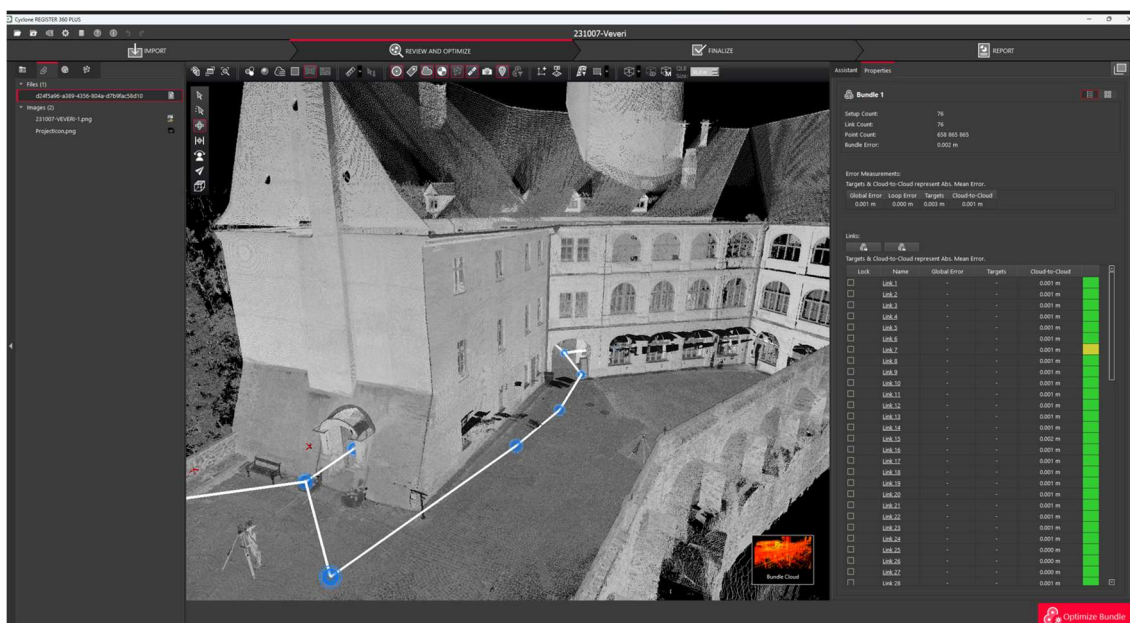 Cyclone REGISTER 360 PLUS
231007-Veveri
IMPORT
REVIEW AND OPTIMIZE
FINALIZE
REPORT
Files (1)
d24f5a96-a389-4356-804a-d7b9fac58d10
Images (2)
231007-VEVERI-1.png
ProjectIcon.png
Bundle Cloud
Assistant Properties
Bundle 1
Setup Count: 76
Link Count: 76
Point Count: 658 865 865
Bundle Error: 0.002 m
Error Measurements:
Targets & Cloud-to-Cloud represent Abs. Mean Error.
Global Error Loop Error Targets Cloud-to-Cloud
0.001 m 0.000 m 0.003 m 0.001 m
Links:
Targets & Cloud-to-Cloud represent Abs. Mean Error.
Lock Name Global Error Targets Cloud-to-Cloud
Link 1 - - 0.001 m
Link 2 - - 0.001 m
Link 3 - - 0.001 m
Link 4 - - 0.001 m
Link 5 - - 0.001 m
Link 6 - - 0.001 m
Link 7 - - 0.001 m
Link 8 - - 0.001 m
Link 9 - - 0.001 m
Link 10 - - 0.001 m
Link 11 - - 0.001 m
Link 12 - - 0.001 m
Link 13 - - 0.001 m
Link 14 - - 0.001 m
Link 15 - - 0.002 m
Link 16 - - 0.001 m
Link 17 - - 0.001 m
Link 18 - - 0.001 m
Link 19 - - 0.001 m
Link 20 - - 0.001 m
Link 21 - - 0.001 m
Link 22 - - 0.001 m
Link 23 - - 0.001 m
Link 24 - - 0.001 m
Link 25 - - 0.000 m
Link 26 - - 0.000 m
Link 27 - - 0.000 m
Link 28 - - 0.001 m
Optimize Bundle